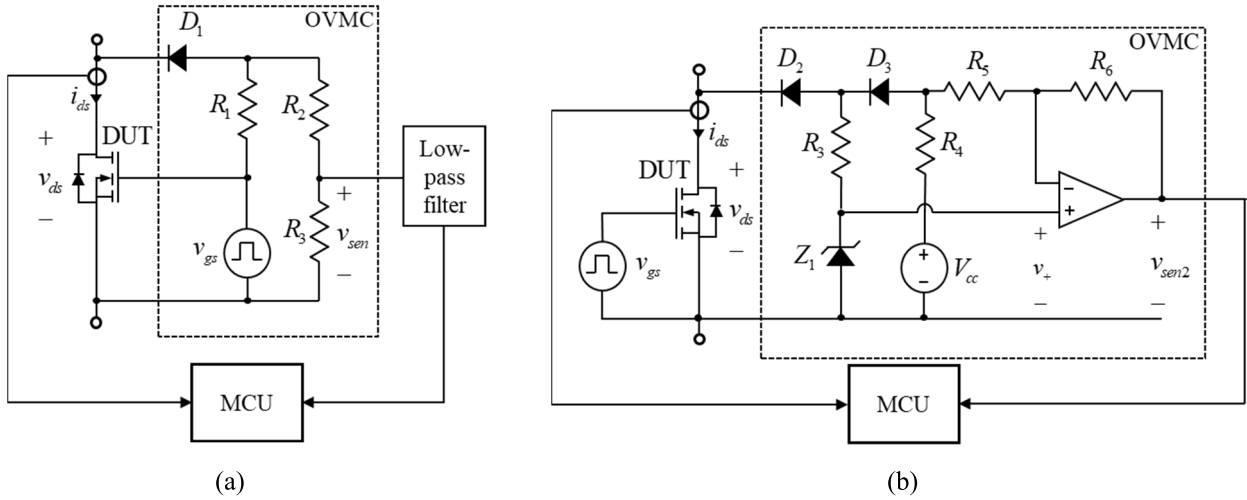 OVMC
D1
ids
R1
R2
+
DUT
vds
−
Low-
pass
filter
+
R3
vsen
vgs
−
MCU
(a)
OVMC
D2
D3
R5
R6
ids
R3
R4
DUT
+
vds
−
−
+
vgs
Z1
+
−
Vcc
+
v+
−
+
vsen2
−
MCU
(b)